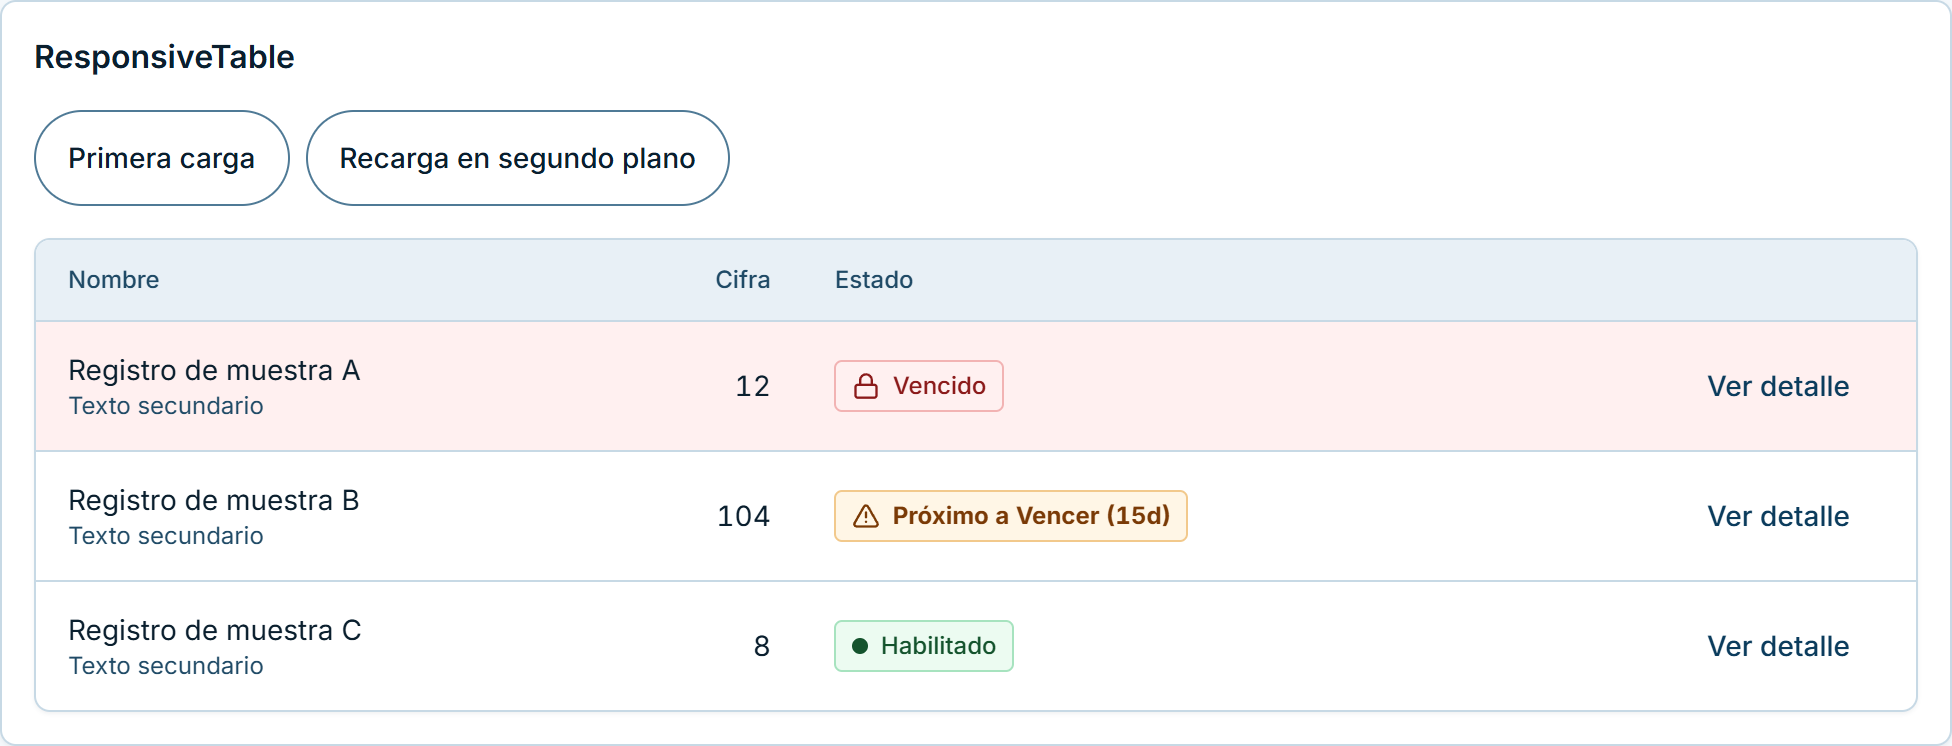 ResponsiveTable
Primera carga
Recarga en segundo plano
Nombre Cifra Estado
Registro de muestra A
Texto secundario
12 Vencido Ver detalle
Registro de muestra B
Texto secundario
104 Próximo a Vencer (15d) Ver detalle
Registro de muestra C
Texto secundario
8 Habilitado Ver detalle